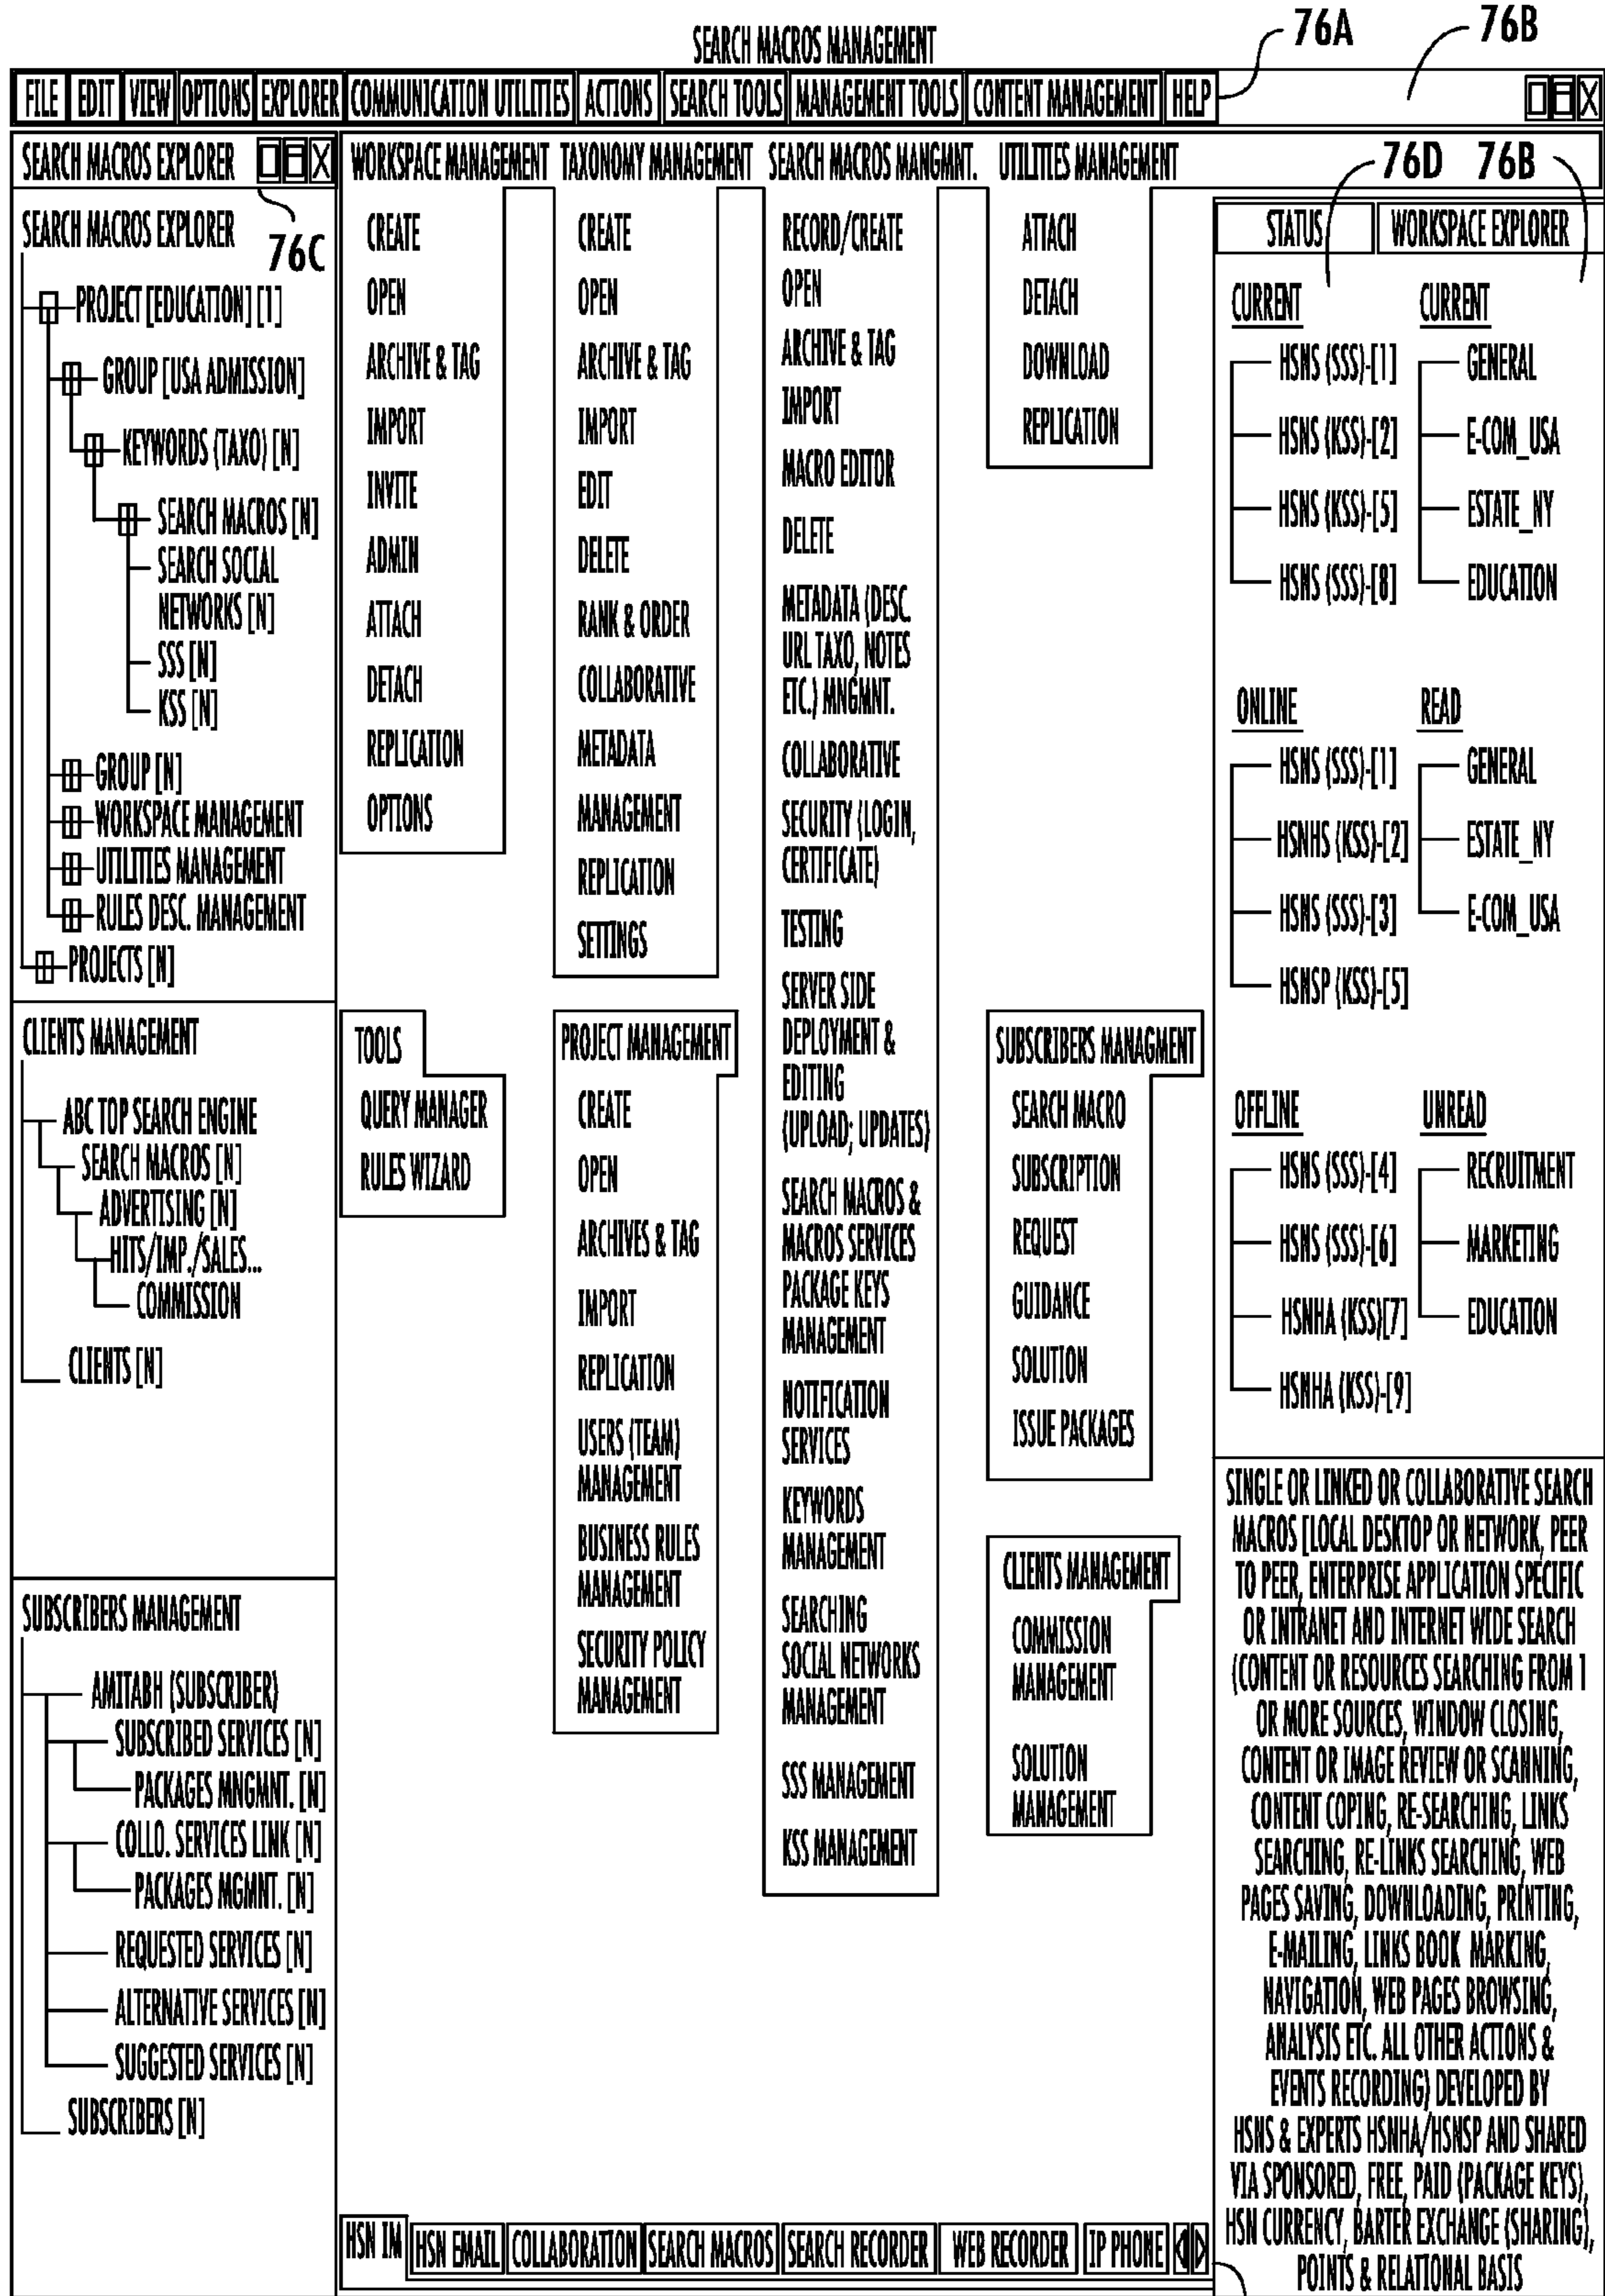 SEARCH MACROS MANAGEMENT
76A
76B
FILE EDIT VIEW OPTIONS EXPLORER COMMUNICATION UTILITIES ACTIONS SEARCH TOOLS MANAGEMENT TOOLS CONTENT MANAGEMENT HELP
SEARCH MACROS EXPLORER
76C
SEARCH MACROS EXPLORER
PROJECT [EDUCATION] [1]
GROUP [USA ADMISSION]
KEYWORDS (TAXO) [N]
SEARCH MACROS [N]
SEARCH SOCIAL
NETWORKS [N]
SSS [N]
KSS [N]
GROUP [N]
WORKSPACE MANAGEMENT
UTILITIES MANAGEMENT
RULES DESC. MANAGEMENT
PROJECTS [N]
CLIENTS MANAGEMENT
ABC TOP SEARCH ENGINE
SEARCH MACROS [N]
ADVERTISING [N]
HITS/IMP./SALES...
COMMISSION
CLIENTS [N]
SUBSCRIBERS MANAGEMENT
AMITABH (SUBSCRIBER)
SUBSCRIBED SERVICES [N]
PACKAGES MNGMNT. [N]
COLLO. SERVICES LINK [N]
PACKAGES MGMNT. [N]
REQUESTED SERVICES [N]
ALTERNATIVE SERVICES [N]
SUGGESTED SERVICES [N]
SUBSCRIBERS [N]
WORKSPACE MANAGEMENT
CREATE
OPEN
ARCHIVE & TAG
IMPORT
INVITE
ADMIN
ATTACH
DETACH
REPLICATION
OPTIONS
TOOLS
QUERY MANAGER
RULES WIZARD
TAXONOMY MANAGEMENT
CREATE
OPEN
ARCHIVE & TAG
IMPORT
EDIT
DELETE
RANK & ORDER
COLLABORATIVE
METADATA
MANAGEMENT
REPLICATION
SETTINGS
PROJECT MANAGEMENT
CREATE
OPEN
ARCHIVES & TAG
IMPORT
REPLICATION
USERS (TEAM)
MANAGEMENT
BUSINESS RULES
MANAGEMENT
SECURITY POLICY
MANAGEMENT
SEARCH MACROS MANGMNT.
RECORD/CREATE
OPEN
ARCHIVE & TAG
IMPORT
MACRO EDITOR
DELETE
METADATA (DESC.
URL TAXO, NOTES
ETC.) MNGMNT.
COLLABORATIVE
SECURITY (LOGIN,
CERTIFICATE)
TESTING
SERVER SIDE
DEPLOYMENT &
EDITING
(UPLOAD; UPDATES)
SEARCH MACROS &
MACROS SERVICES
PACKAGE KEYS
MANAGEMENT
NOTIFICATION
SERVICES
KEYWORDS
MANAGEMENT
SEARCHING
SOCIAL NETWORKS
MANAGEMENT
SSS MANAGEMENT
KSS MANAGEMENT
UTILITIES MANAGEMENT
ATTACH
DETACH
DOWNLOAD
REPLICATION
SUBSCRIBERS MANAGMENT
SEARCH MACRO
SUBSCRIPTION
REQUEST
GUIDANCE
SOLUTION
ISSUE PACKAGES
CLIENTS MANAGEMENT
COMMISSION
MANAGEMENT
SOLUTION
MANAGEMENT
76D
76B
STATUS
WORKSPACE EXPLORER
CURRENT
HSNS (SSS)-[1]
HSNS (KSS)-[2]
HSNS (KSS)-[5]
HSNS (SSS)-[8]
CURRENT
GENERAL
E-COM_USA
ESTATE_NY
EDUCATION
ONLINE
HSNS (SSS)-[1]
HSNHS (KSS)-[2]
HSNS (SSS)-[3]
HSNSP (KSS)-[5]
READ
GENERAL
ESTATE_NY
E-COM_USA
OFFLINE
HSNS (SSS)-[4]
HSNS (SSS)-[6]
HSNHA (KSS)[7]
HSNHA (KSS)-[9]
UNREAD
RECRUITMENT
MARKETING
EDUCATION
SINGLE OR LINKED OR COLLABORATIVE SEARCH
MACROS [LOCAL DESKTOP OR NETWORK, PEER
TO PEER, ENTERPRISE APPLICATION SPECIFIC
OR INTRANET AND INTERNET WIDE SEARCH
(CONTENT OR RESOURCES SEARCHING FROM 1
OR MORE SOURCES, WINDOW CLOSING,
CONTENT OR IMAGE REVIEW OR SCANNING,
CONTENT COPING, RE-SEARCHING, LINKS
SEARCHING, RE-LINKS SEARCHING, WEB
PAGES SAVING, DOWNLOADING, PRINTING,
E-MAILING, LINKS BOOK MARKING,
NAVIGATION, WEB PAGES BROWSING,
ANALYSIS ETC. ALL OTHER ACTIONS &
EVENTS RECORDING) DEVELOPED BY
HSNS & EXPERTS HSNHA/HSNSP AND SHARED
VIA SPONSORED, FREE, PAID (PACKAGE KEYS),
HSN CURRENCY, BARTER EXCHANGE (SHARING),
POINTS & RELATIONAL BASIS
HSN IM HSN EMAIL COLLABORATION SEARCH MACROS SEARCH RECORDER WEB RECORDER IP PHONE